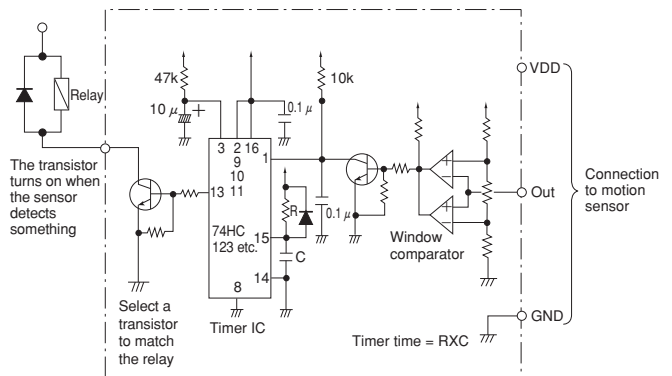 47k
10k
VDD
Relay
10 μ
+
0.1 μ
3
2
16
9
10
11
1
The transistor
turns on when
the sensor
detects
something
13
R
0.1 μ
+
−
+
−
Out
Connection
to motion
sensor
74HC
123 etc.
15
C
Window
comparator
14
8
Select a
transistor
to match
the relay
Timer IC
GND
Timer time = RXC